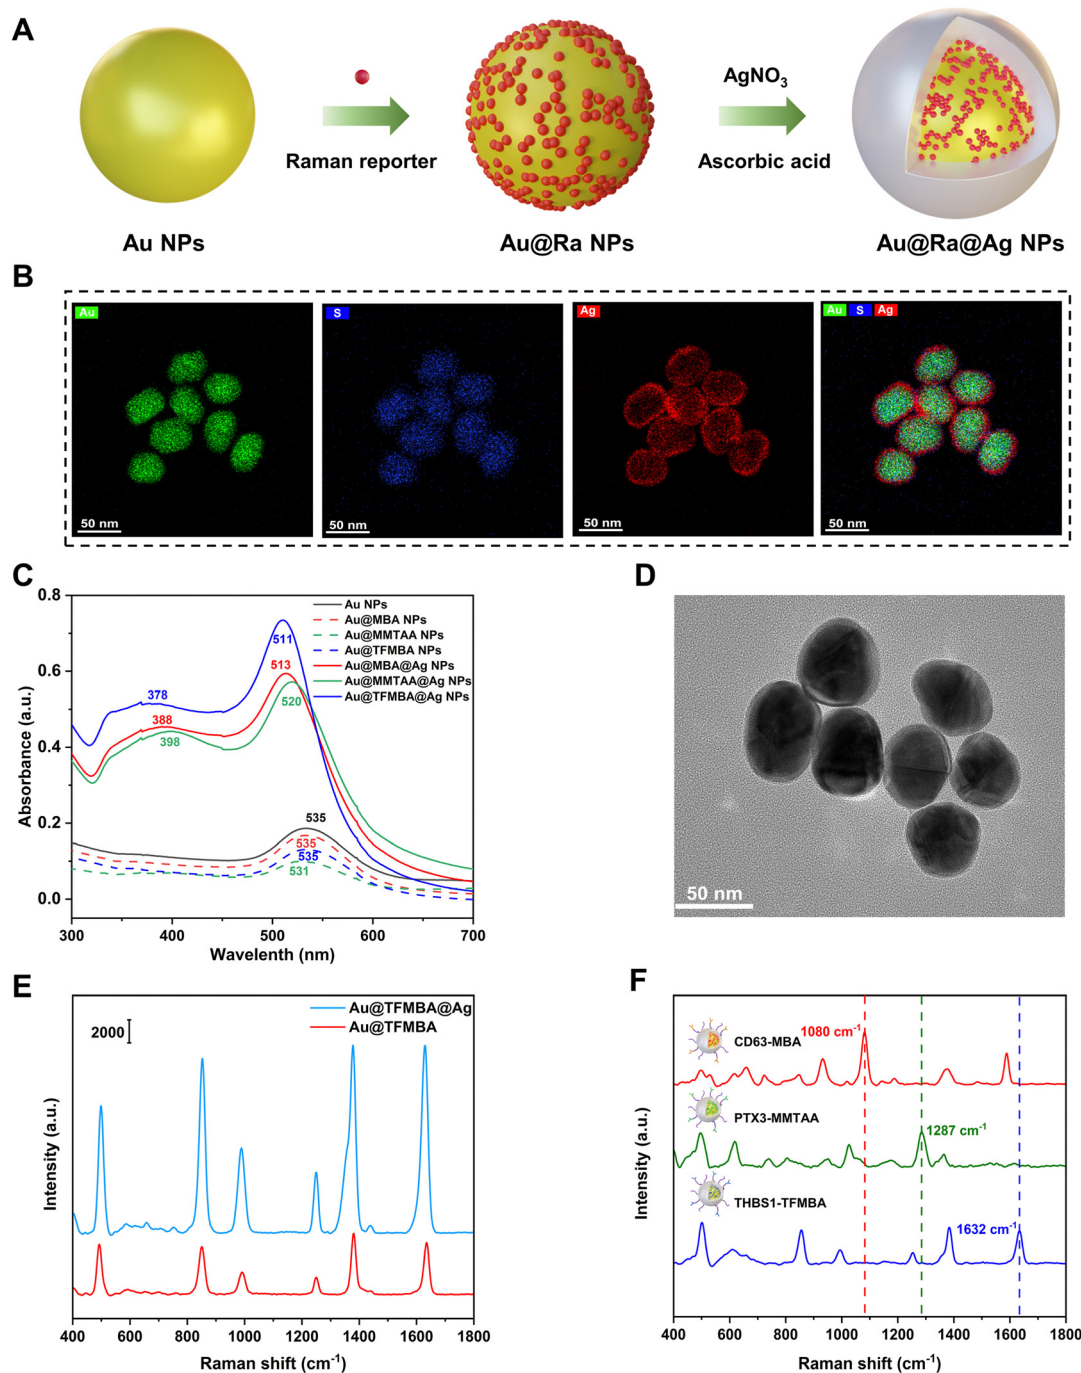 A
Raman reporter
AgNO₃
Ascorbic acid
Au NPs
Au@Ra NPs
Au@Ra@Ag NPs
B
Au
S
Ag
Au S Ag
50 nm
50 nm
50 nm
50 nm
C
Absorbance (a.u.)
0.8
0.6
0.4
0.2
0.0
300
400
500
600
700
Wavelenth (nm)
Au NPs
Au@MBA NPs
Au@MMTAA NPs
Au@TFMBA NPs
Au@MBA@Ag NPs
Au@MMTAA@Ag NPs
Au@TFMBA@Ag NPs
511
513
520
378
388
398
535
535
535
531
D
50 nm
E
2000
Au@TFMBA@Ag
Au@TFMBA
Intensity (a.u.)
400
600
800
1000
1200
1400
1600
1800
Raman shift (cm⁻¹)
F
1080 cm⁻¹
CD63-MBA
PTX3-MMTAA
1287 cm⁻¹
THBS1-TFMBA
1632 cm⁻¹
Intensity (a.u.)
400
600
800
1000
1200
1400
1600
1800
Raman shift (cm⁻¹)